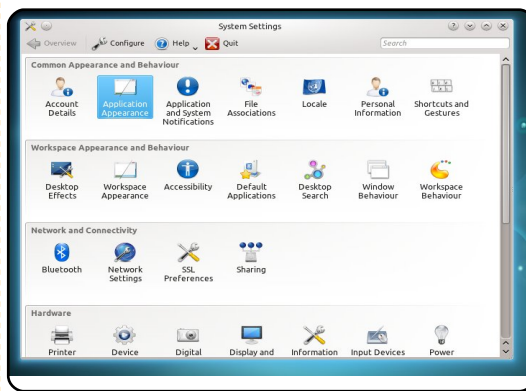 System Settings
Overview Configure Help Quit Search
Common Appearance and Behaviour
Account Details
Application Appearance
Application and System Notifications
File Associations
Locale
Personal Information
Shortcuts and Gestures
Workspace Appearance and Behaviour
Desktop Effects
Workspace Appearance
Accessibility
Default Applications
Desktop Search
Window Behaviour
Workspace Behaviour
Network and Connectivity
Bluetooth
Network Settings
SSL Preferences
Sharing
Hardware
Printer
Device
Digital
Display and
Information
Input Devices
Power